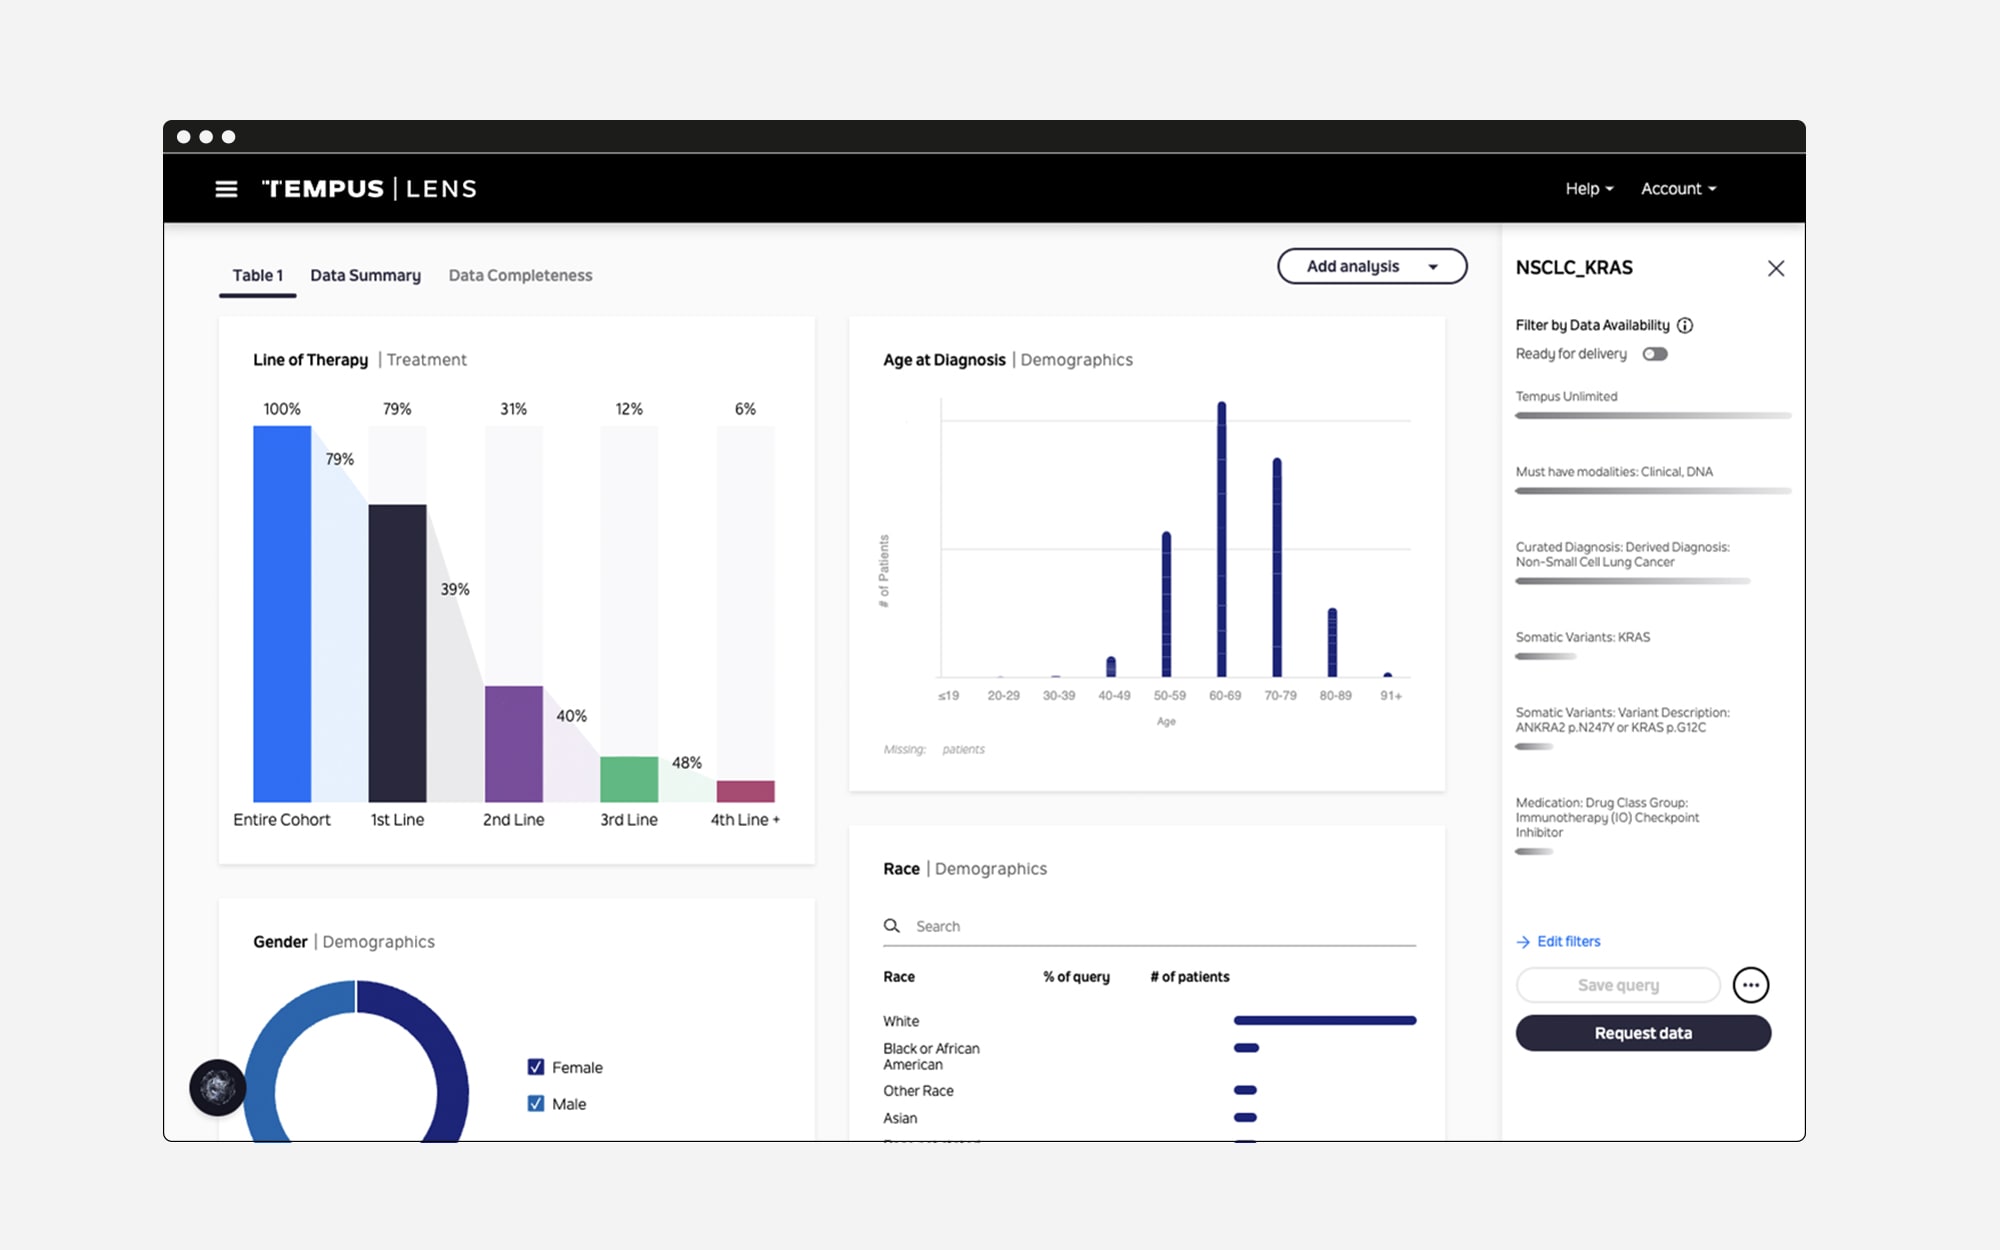 TEMPUS | LENS
Help
Account
Table 1
Data Summary
Data Completeness
Add analysis
Line of Therapy | Treatment
100%
79%
31%
12%
6%
79%
39%
40%
48%
Entire Cohort
1st Line
2nd Line
3rd Line
4th Line +
Gender | Demographics
Female
Male
Age at Diagnosis | Demographics
# of Patients
≤19
20-29
30-39
40-49
50-59
60-69
70-79
80-89
91+
Age
Missing: patients
Race | Demographics
Search
Race
% of query
# of patients
White
Black or African
American
Other Race
Asian
NSCLC_KRAS
Filter by Data Availability
Ready for delivery
Tempus Unlimited
Must have modalities: Clinical, DNA
Curated Diagnosis: Derived Diagnosis:
Non-Small Cell Lung Cancer
Somatic Variants: KRAS
Somatic Variants: Variant Description:
ANKRA2 p.N247Y or KRAS p.G12C
Medication: Drug Class Group:
Immunotherapy (IO) Checkpoint
Inhibitor
Edit filters
Save query
Request data